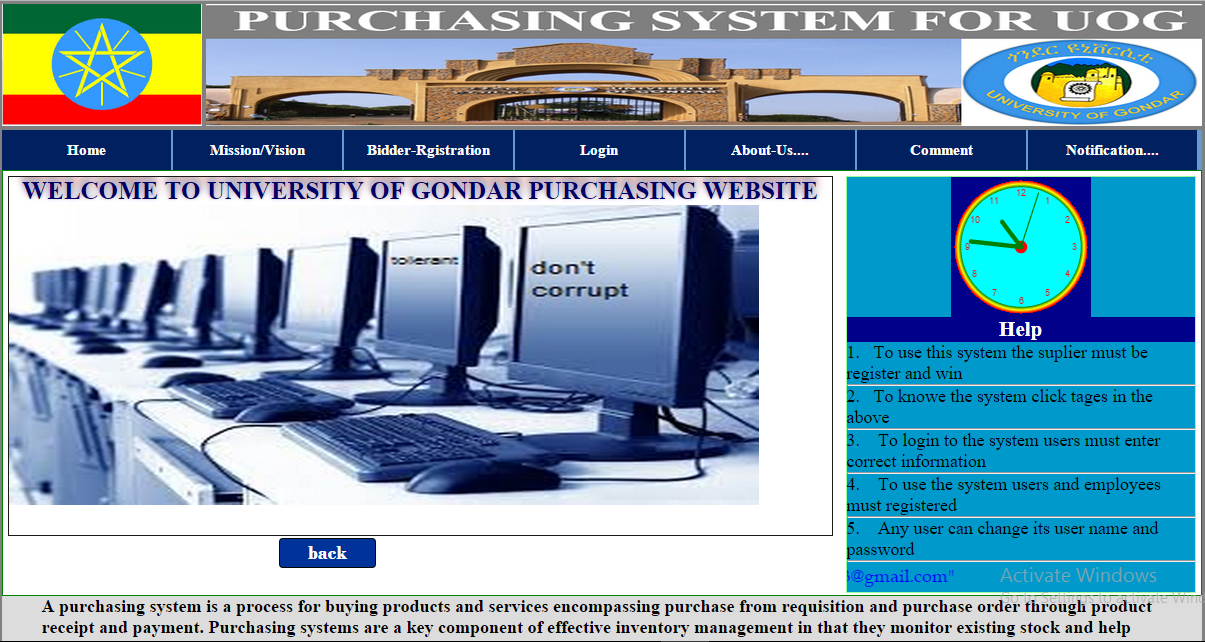 PURCHASING SYSTEM FOR UOG
ጎንደር ዩኒቨርሲቲ
UNIVERSITY OF GONDAR
Home
Mission/Vision
Bidder-Rgistration
Login
About-Us....
Comment
Notification....
WELCOME TO UNIVERSITY OF GONDAR PURCHASING WEBSITE
tolerant
don't
corrupt
back
12
1
2
3
4
5
6
7
8
9
10
11
Help
1. To use this system the suplier must be
register and win
2. To knowe the system click tages in the
above
3. To login to the system users must enter
correct information
4. To use the system users and employees
must registered
5. Any user can change its user name and
password
@gmail.com"
Activate Windows
Go to Settings to activate Wind
A purchasing system is a process for buying products and services encompassing purchase from requisition and purchase order through product
receipt and payment. Purchasing systems are a key component of effective inventory management in that they monitor existing stock and help